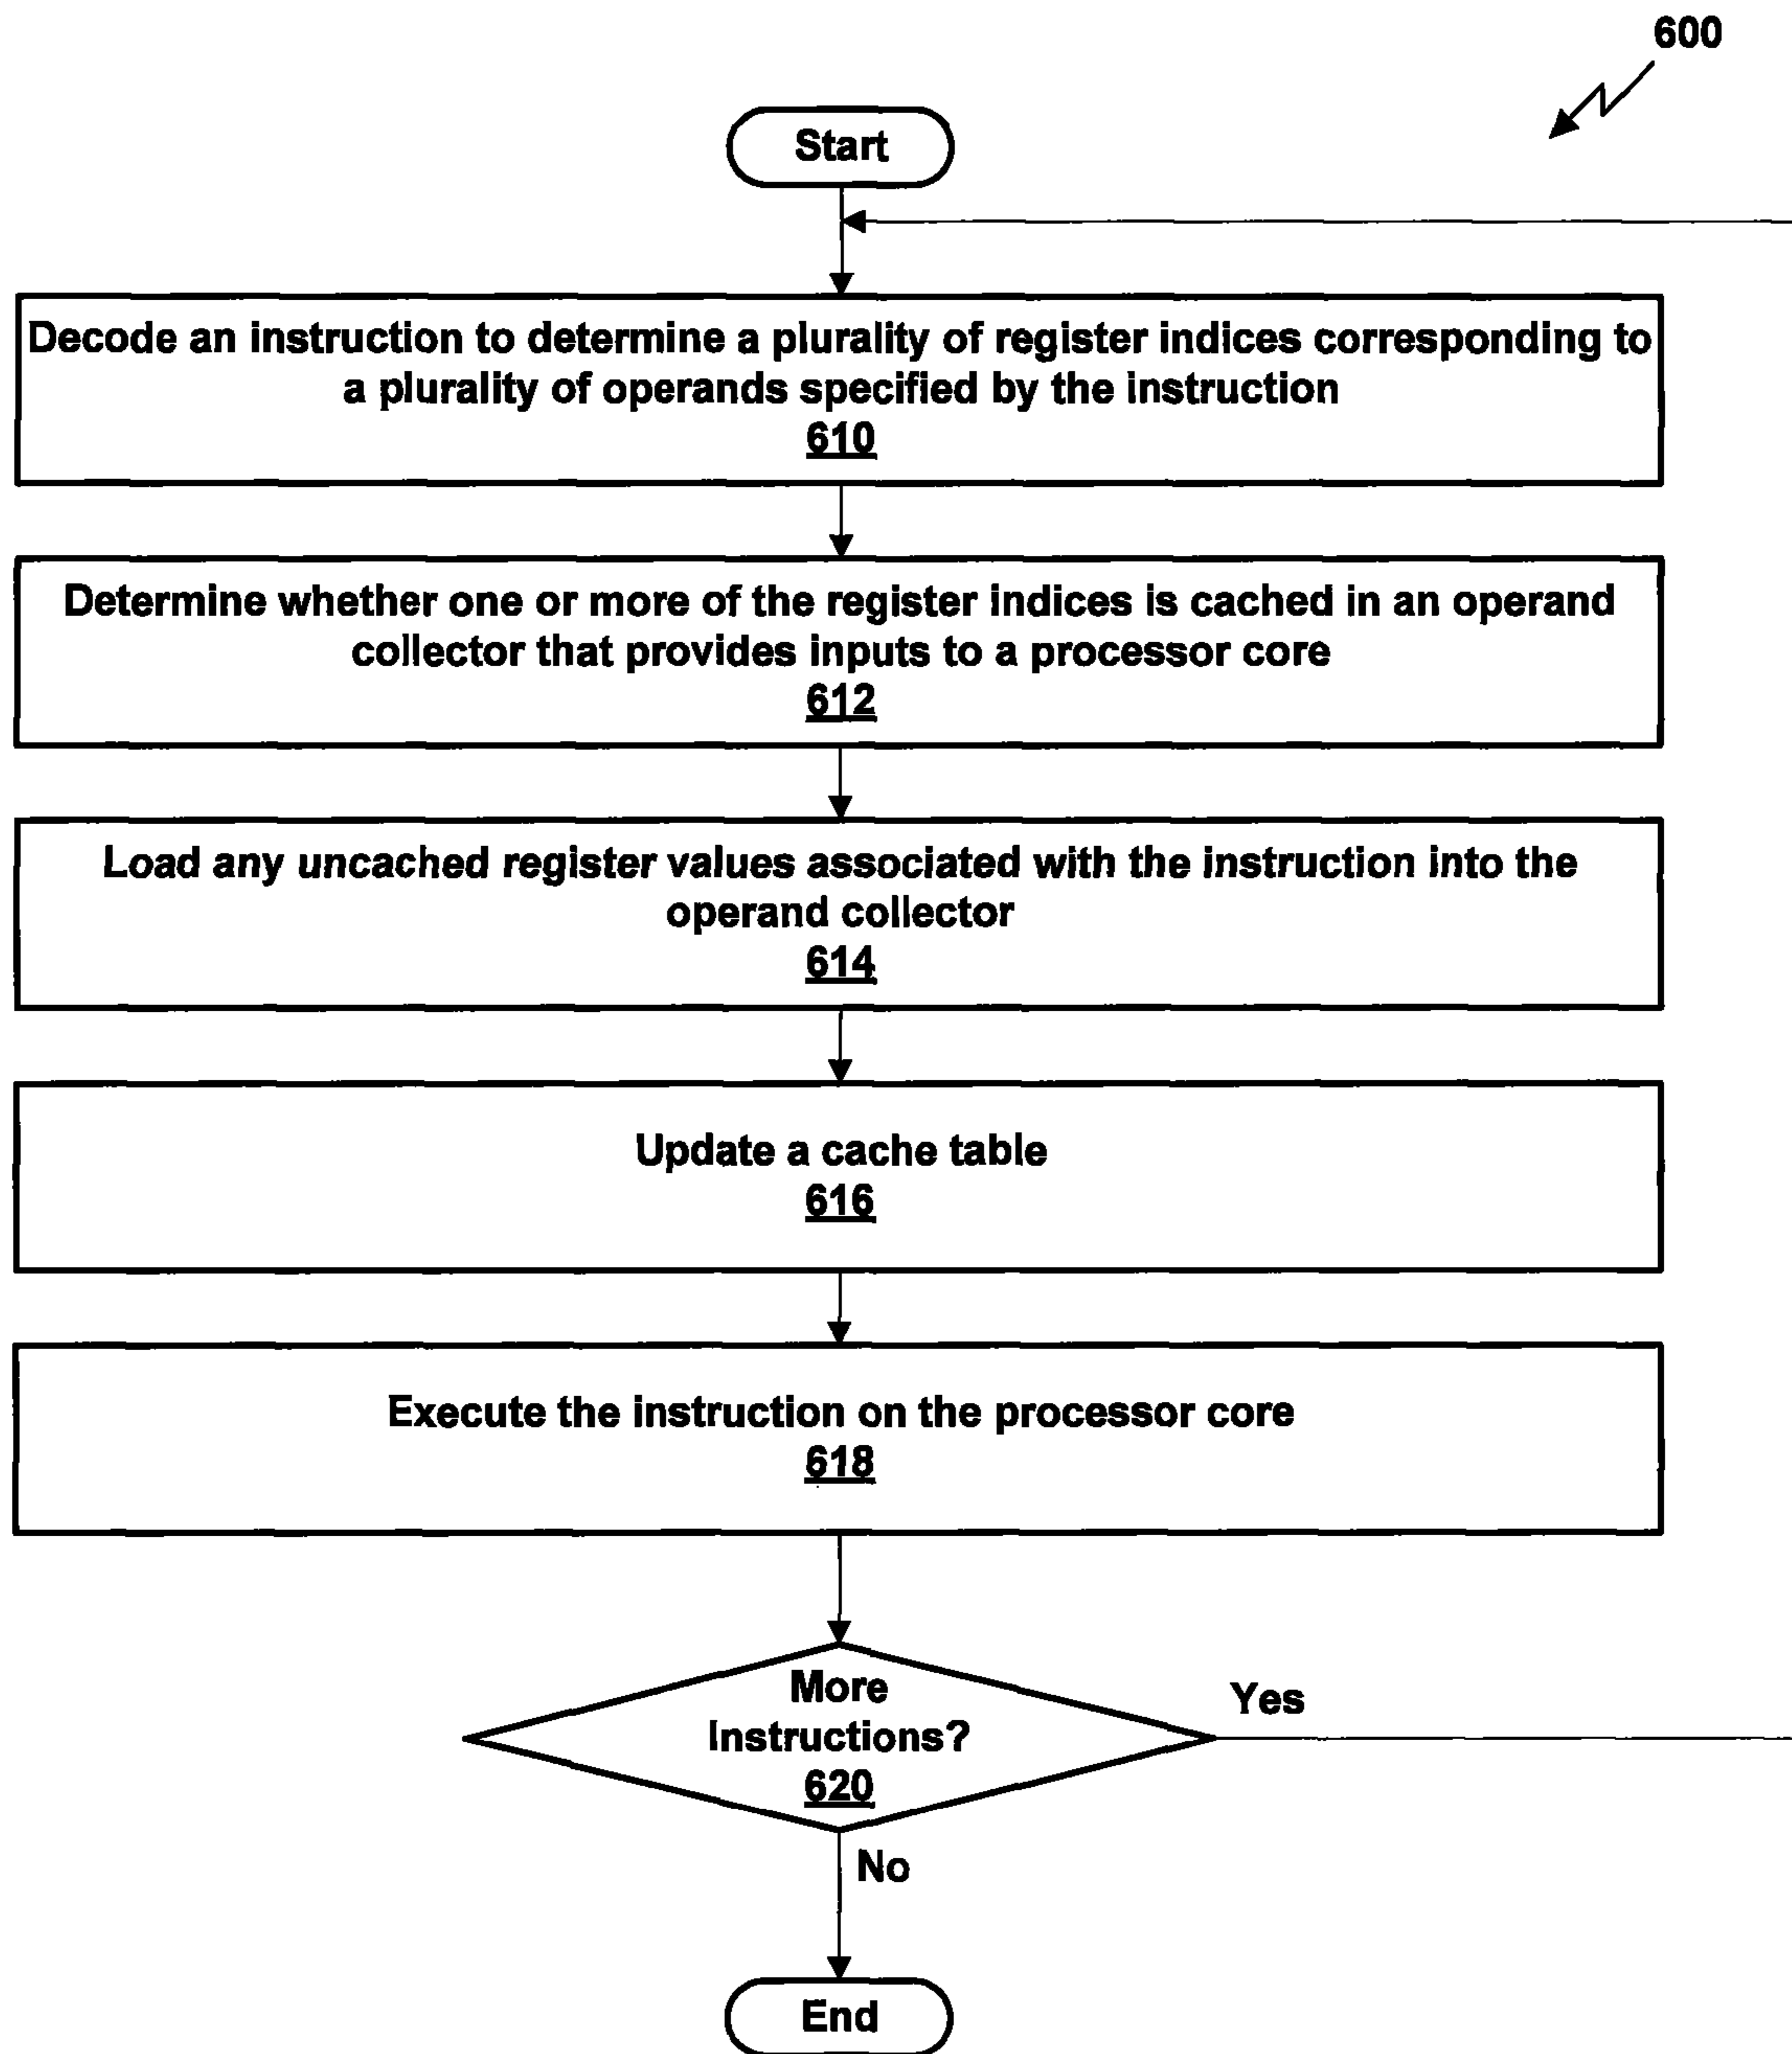 600
Start
Decode an instruction to determine a plurality of register indices corresponding to
a plurality of operands specified by the instruction
610
Determine whether one or more of the register indices is cached in an operand
collector that provides inputs to a processor core
612
Load any uncached register values associated with the instruction into the
operand collector
614
Update a cache table
616
Execute the instruction on the processor core
618
More
Instructions?
620
Yes
No
End